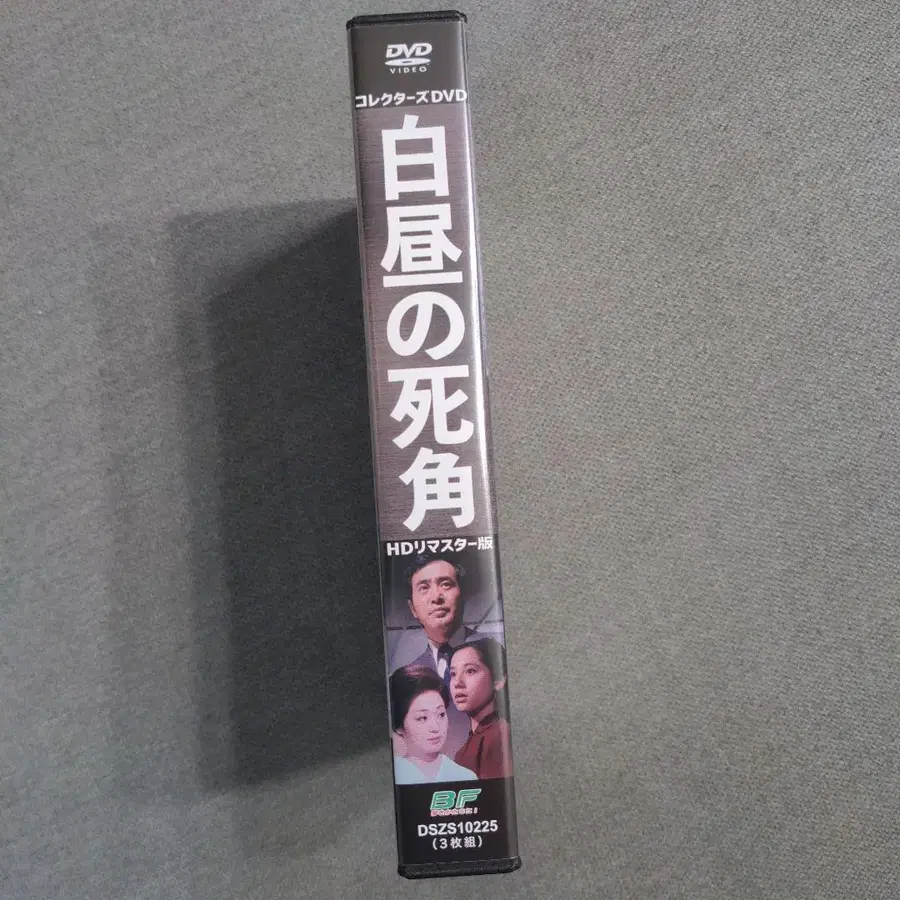 DVD
VIDEO
コレクターズDVD
白昼の死角
HDリマスター版
BF
DSZS10225
(3枚組)